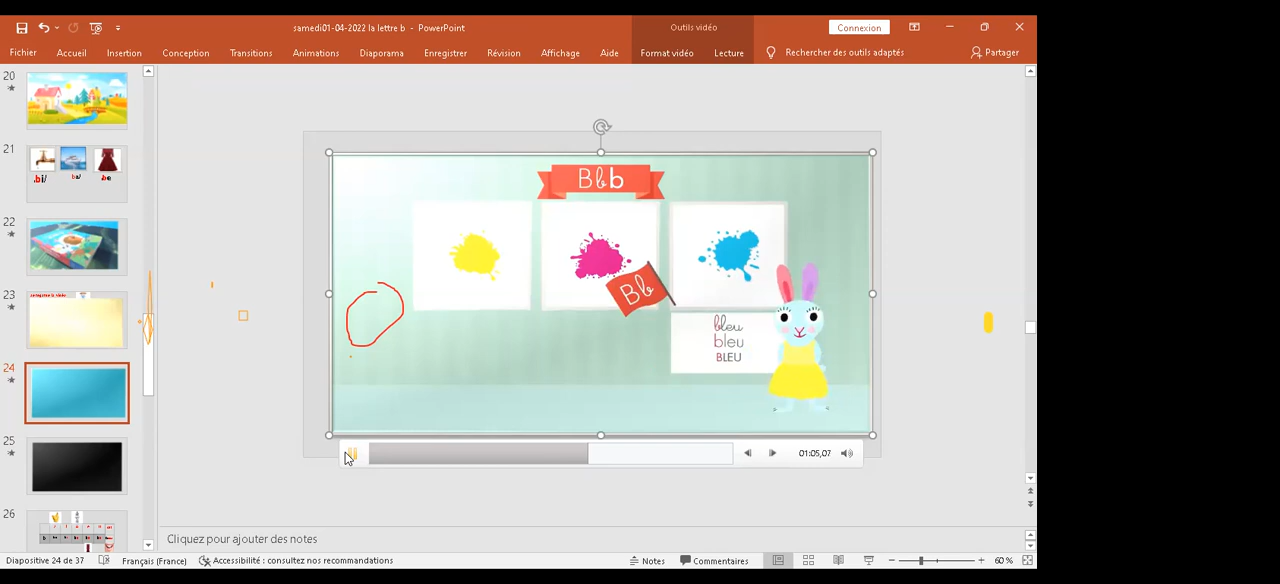 samedi01-04-2022 la lettre b - PowerPoint
Outils vidéo
Connexion
Fichier Accueil Insertion Conception Transitions Animations Diaporama Enregistrer Révision Affichage Aide Format vidéo Lecture Rechercher des outils adaptés Partager
20
21
.bi/ ba/ be
22
23
24
25
26
B b b
B b
bleu
bleu
BLEU
01:05,07
Cliquez pour ajouter des notes
Diapositive 24 de 37 Français (France) Accessibilité : consultez nos recommandations Notes Commentaires 60 %